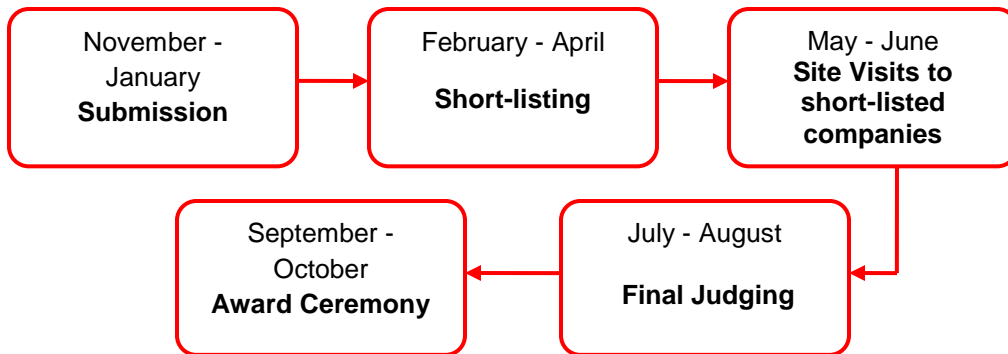 November -
January
Submission
February - April
Short-listing
May - June
Site Visits to
short-listed
companies
July - August
Final Judging
September -
October
Award Ceremony